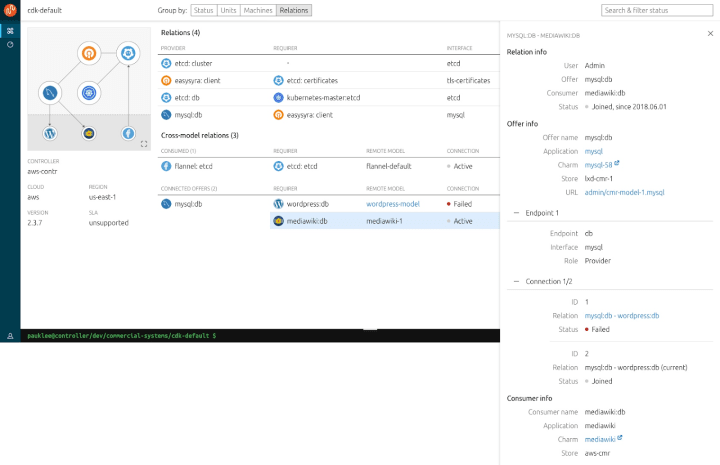 cdk-default
Group by: Status Units Machines Relations
Search & filter status
CONTROLLER
aws-contr
CLOUD REGION
aws us-east-1
VERSION SLA
2.3.7 unsupported
Relations (4)
PROVIDER REQUIRER INTERFACE
etcd: cluster - etcd
easysyra: client etcd: certificates tls-certificates
etcd: db kubernetes-master:etcd etcd
mysql:db easysyra: client mysql
Cross-model relations (3)
CONSUMED (1) REQUIRER REMOTE MODEL CONNECTION
flannel: etcd etcd: etcd flannel-default Active
CONNECTED OFFERS (2) REQUIRER REMOTE MODEL CONNECTION
mysql:db wordpress:db wordpress-model Failed
mediawiki:db mediawiki-1 Active
pauklee@controller/dev/commercial-systems/cdk-default $
MYSQL:DB - MEDIAWIKI:DB
Relation info
User Admin
Offer mysql:db
Consumer mediawiki:db
Status Joined, since 2018.06.01
Offer info
Offer name mysql:db
Application mysql
Charm mysql-58
Store lxd-cmr-1
URL admin/cmr-model-1.mysql
Endpoint 1
Endpoint db
Interface mysql
Role Provider
Connection 1/2
ID 1
Relation mysql:db - wordpress:db
Status Failed
ID 2
Relation mysql:db - wordpress:db (current)
Status Joined
Consumer info
Consumer name mediawiki:db
Application mediawiki
Charm mediawiki
Store aws-cmr